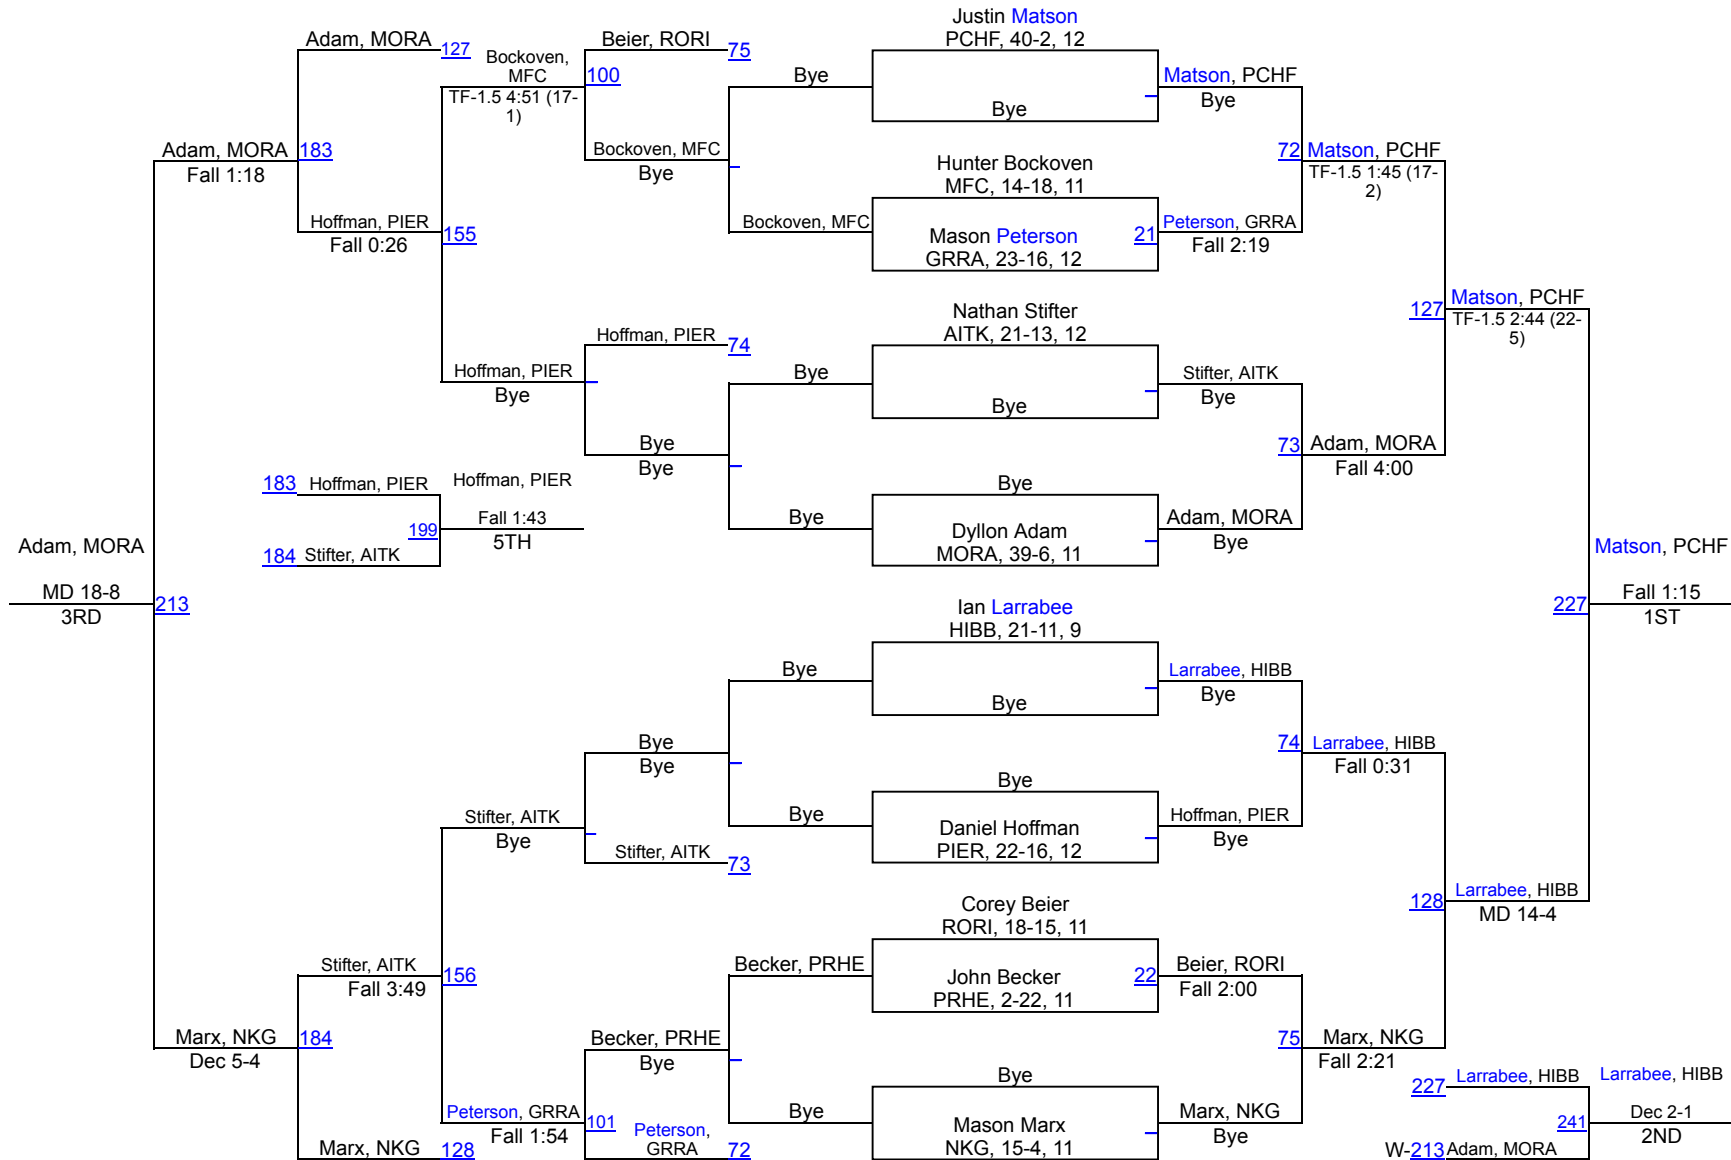 Justin Matson
PCHF, 40-2, 12
Adam, MORA
127
Bockoven,
MFC
TF-1.5 4:51 (17-
1)
Beier, RORI
75
100
Bye
Bye
Matson, PCHF
Bye
Adam, MORA
Fall 1:18
183
Bockoven, MFC
Bye
Hunter Bockoven
MFC, 14-18, 11
72
Matson, PCHF
TF-1.5 1:45 (17-
2)
Hoffman, PIER
Fall 0:26
155
Bockoven, MFC
Mason Peterson
GRRA, 23-16, 12
21
Peterson, GRRA
Fall 2:19
Nathan Stifter
AITK, 21-13, 12
127
Matson, PCHF
TF-1.5 2:44 (22-
5)
Hoffman, PIER
74
Hoffman, PIER
Bye
Bye
Bye
Stifter, AITK
Bye
Bye
Bye
73
Adam, MORA
Fall 4:00
183
Hoffman, PIER
Hoffman, PIER
199
Fall 1:43
5TH
184
Stifter, AITK
Bye
Bye
Dyllon Adam
MORA, 39-6, 11
Adam, MORA
Bye
Adam, MORA
MD 18-8
3RD
213
Matson, PCHF
227
Fall 1:15
1ST
Ian Larrabee
HIBB, 21-11, 9
Bye
Bye
Larrabee, HIBB
Bye
Bye
Bye
74
Larrabee, HIBB
Fall 0:31
Stifter, AITK
Bye
Stifter, AITK
73
Bye
Bye
Daniel Hoffman
PIER, 22-16, 12
Hoffman, PIER
Bye
128
Larrabee, HIBB
MD 14-4
Corey Beier
RORI, 18-15, 11
Stifter, AITK
Fall 3:49
156
Becker, PRHE
John Becker
PRHE, 2-22, 11
22
Beier, RORI
Fall 2:00
Marx, NKG
Dec 5-4
184
Becker, PRHE
Bye
75
Marx, NKG
Fall 2:21
Peterson, GRRA
Fall 1:54
101
Peterson,
GRRA
72
Bye
Bye
Mason Marx
NKG, 15-4, 11
Marx, NKG
Bye
Marx, NKG
128
227
Larrabee, HIBB
Larrabee, HIBB
241
Dec 2-1
2ND
W-213
Adam, MORA